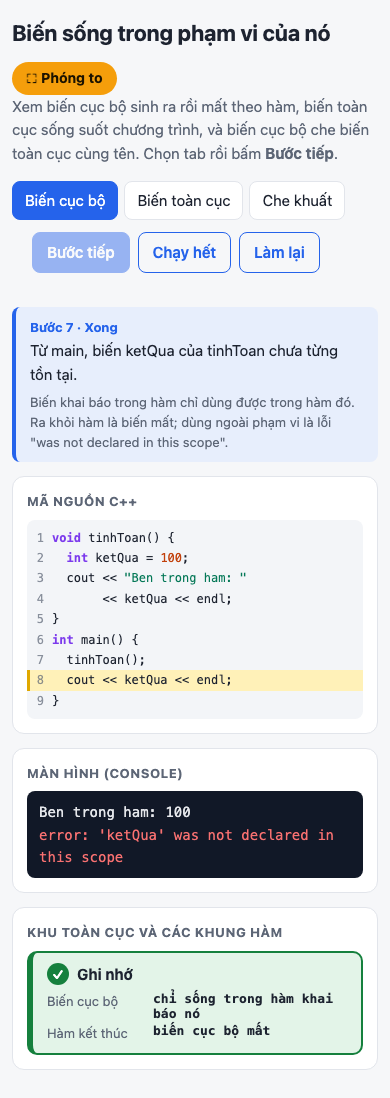 Biến sống trong phạm vi của nó
Phóng to
Xem biến cục bộ sinh ra rồi mất theo hàm, biến toàn
cục sống suốt chương trình, và biến cục bộ che biến
toàn cục cùng tên. Chọn tab rồi bấm Bước tiếp.
Biến cục bộ Biến toàn cục Che khuất
Bước tiếp Chạy hết Làm lại
Bước 7 · Xong
Từ main, biến ketQua của tinhToan chưa từng
tồn tại.
Biến khai báo trong hàm chỉ dùng được trong hàm đó.
Ra khỏi hàm là biến mất; dùng ngoài phạm vi là lỗi
"was not declared in this scope".
MÃ NGUỒN C++
1 void tinhToan() {
2   int ketQua = 100;
3   cout << "Ben trong ham: "
4        << ketQua << endl;
5 }
6 int main() {
7   tinhToan();
8   cout << ketQua << endl;
9 }
MÀN HÌNH (CONSOLE)
Ben trong ham: 100
error: 'ketQua' was not declared in
this scope
KHU TOÀN CỤC VÀ CÁC KHUNG HÀM
Ghi nhớ
Biến cục bộ chỉ sống trong hàm khai
báo nó
Hàm kết thúc biến cục bộ mất